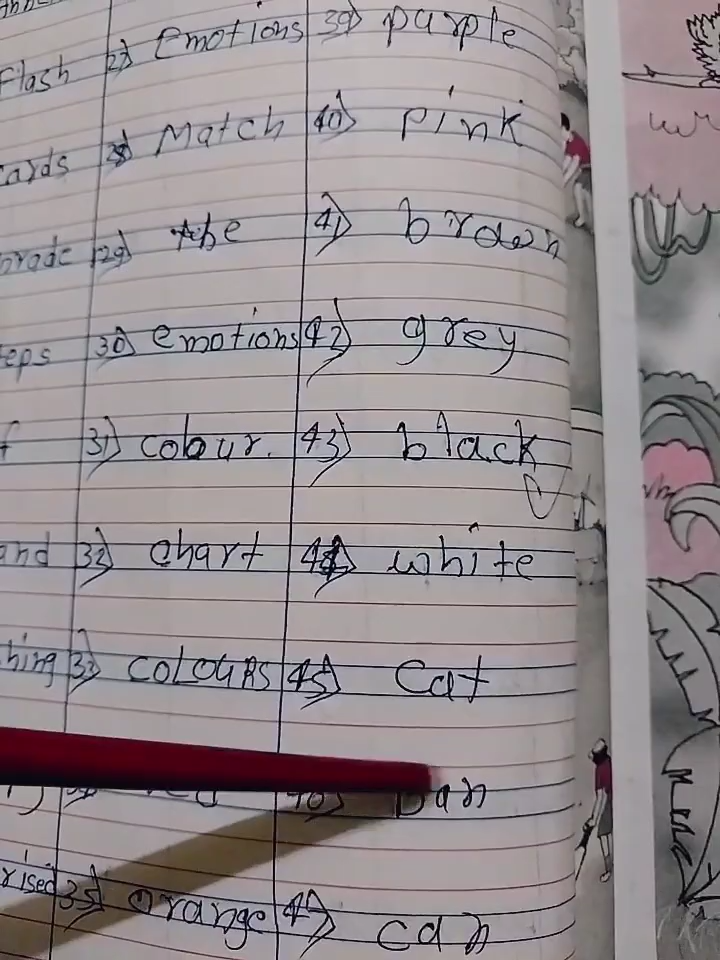 Flash 27) Emotions 39) purple
cards 28) Match 40) pink
grade 29) the 41) brown
eps 30) emotions 42) grey
f 31) colour. 43) black
and 32) chart 44) white
hing 33) COLOURS 45) Cat
red 46) ban
rised 35) orange 47) can